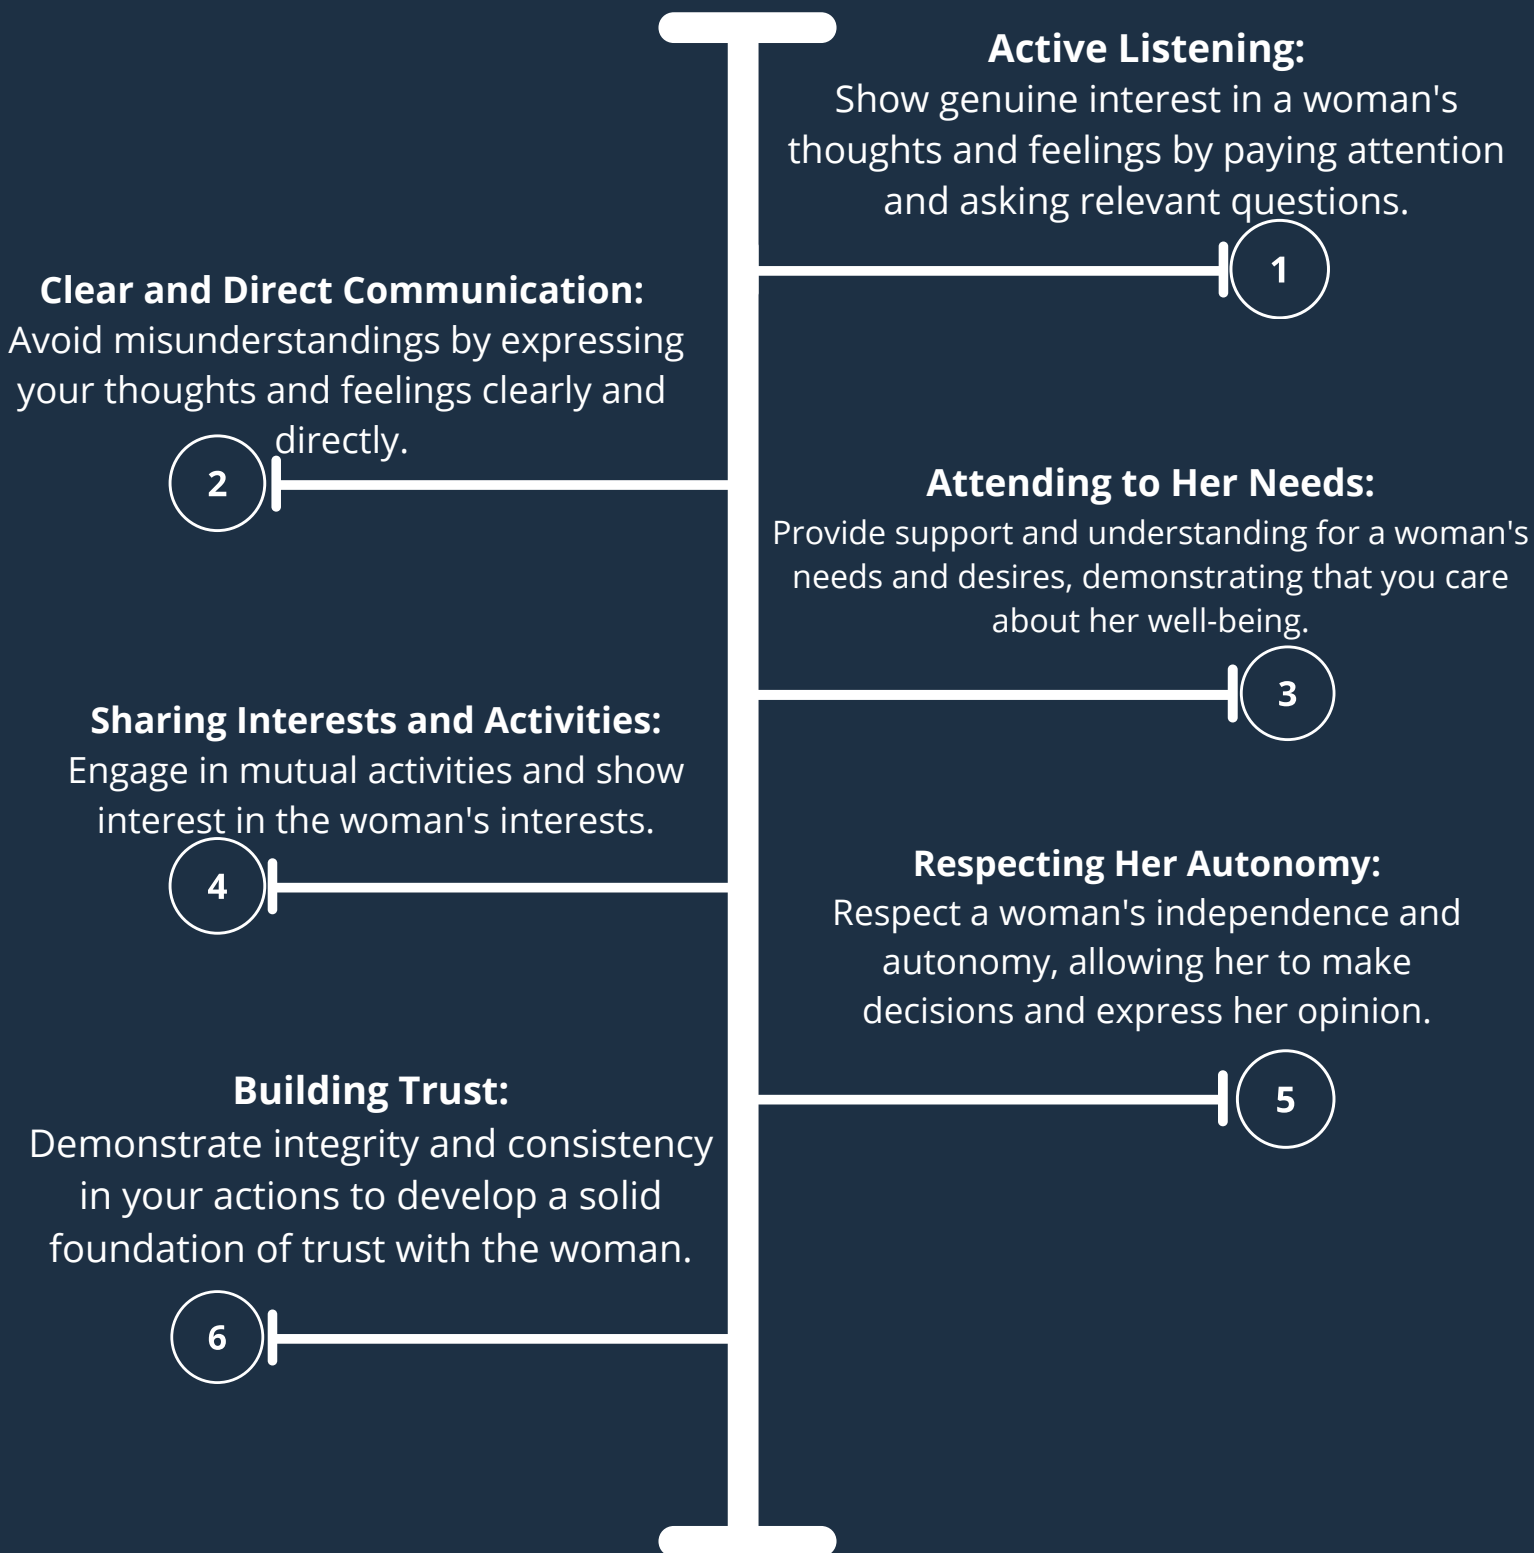 Active Listening:
Show genuine interest in a woman's
thoughts and feelings by paying attention
and asking relevant questions.
1
Clear and Direct Communication:
Avoid misunderstandings by expressing
your thoughts and feelings clearly and
directly.
2
Attending to Her Needs:
Provide support and understanding for a woman's
needs and desires, demonstrating that you care
about her well-being.
3
Sharing Interests and Activities:
Engage in mutual activities and show
interest in the woman's interests.
4
Respecting Her Autonomy:
Respect a woman's independence and
autonomy, allowing her to make
decisions and express her opinion.
5
Building Trust:
Demonstrate integrity and consistency
in your actions to develop a solid
foundation of trust with the woman.
6